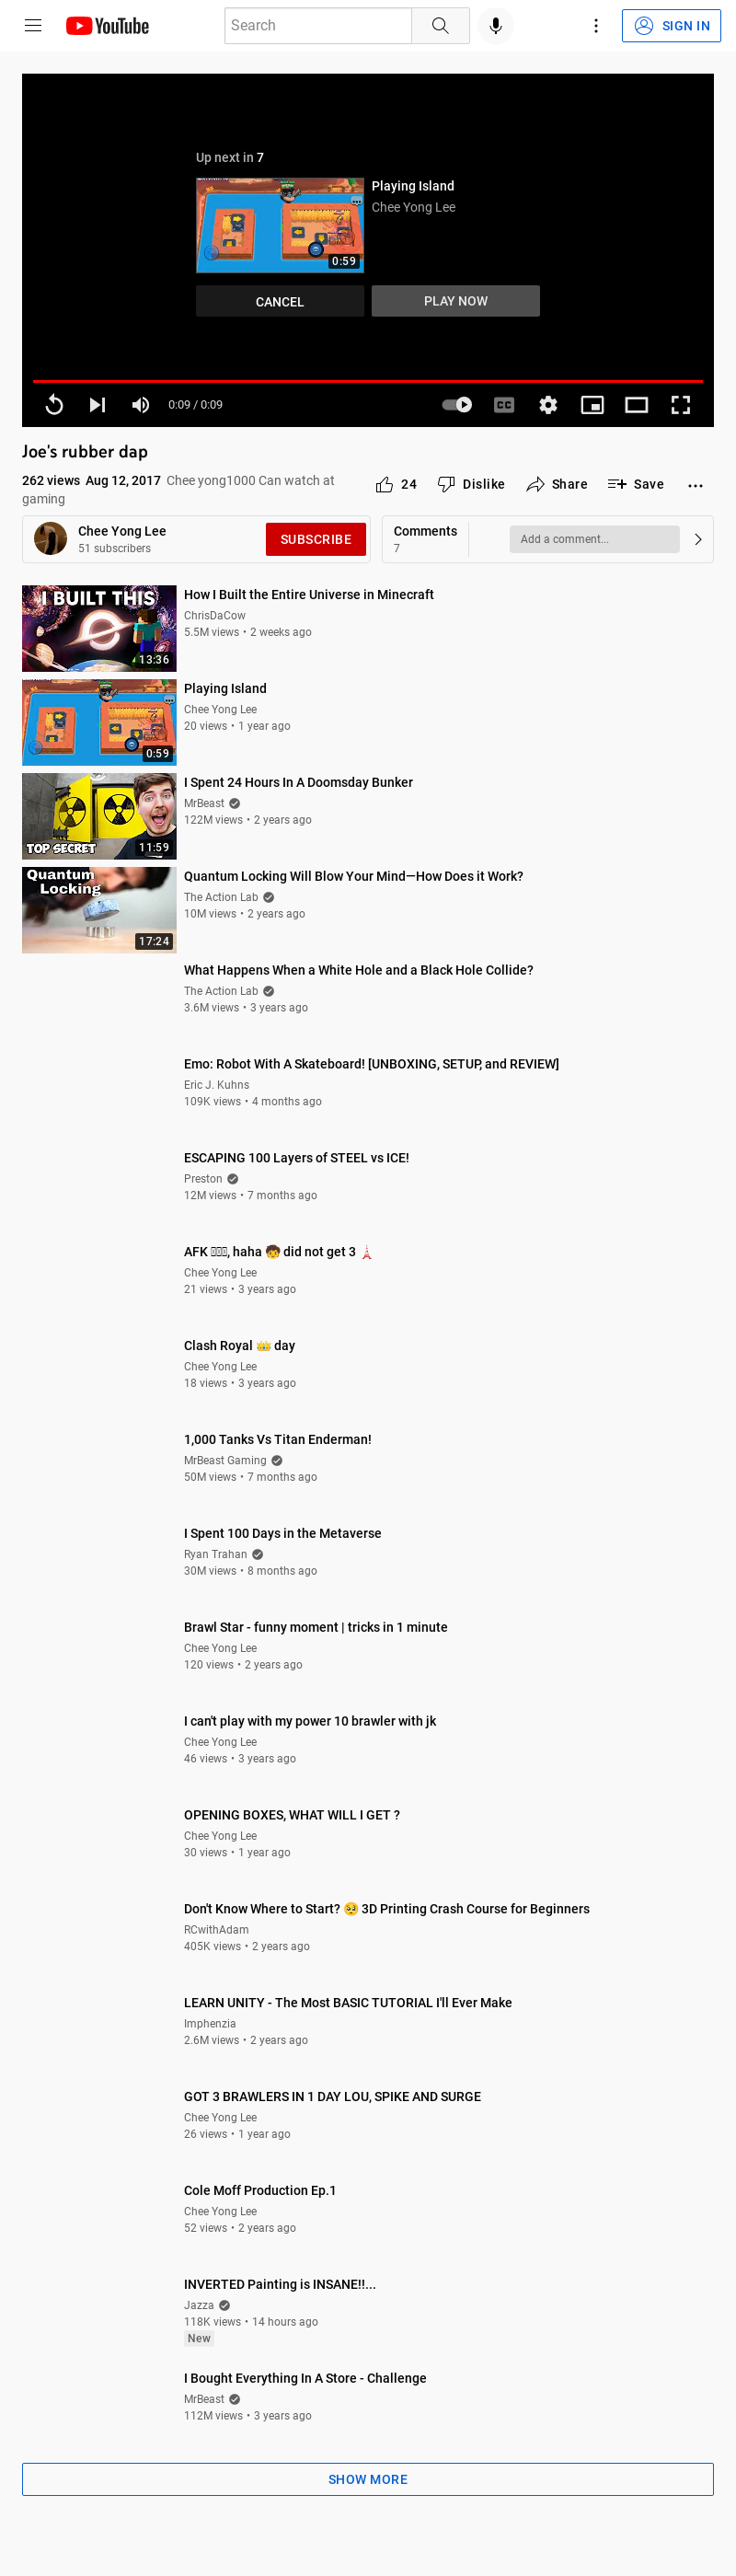 YouTube
Search
SIGN IN
Up next in 7
Playing Island
Chee Yong Lee
0:59
CANCEL
PLAY NOW
0:09 / 0:09
CC
Joe's rubber dap
262 views Aug 12, 2017 Chee yong1000 Can watch at
gaming
24
Dislike
Share
Save
Chee Yong Lee
51 subscribers
SUBSCRIBE
Comments
7
Add a comment...
I BUILT THIS
13:36
How I Built the Entire Universe in Minecraft
ChrisDaCow
5.5M views • 2 weeks ago
0:59
Playing Island
Chee Yong Lee
20 views • 1 year ago
TOP SECRET
11:59
I Spent 24 Hours In A Doomsday Bunker
MrBeast
122M views • 2 years ago
Quantum
Locking
17:24
Quantum Locking Will Blow Your Mind—How Does it Work?
The Action Lab
10M views • 2 years ago
What Happens When a White Hole and a Black Hole Collide?
The Action Lab
3.6M views • 3 years ago
Emo: Robot With A Skateboard! [UNBOXING, SETUP, and REVIEW]
Eric J. Kuhns
109K views • 4 months ago
ESCAPING 100 Layers of STEEL vs ICE!
Preston
12M views • 7 months ago
AFK , haha 🧒 did not get 3 🗼
Chee Yong Lee
21 views • 3 years ago
Clash Royal 👑 day
Chee Yong Lee
18 views • 3 years ago
1,000 Tanks Vs Titan Enderman!
MrBeast Gaming
50M views • 7 months ago
I Spent 100 Days in the Metaverse
Ryan Trahan
30M views • 8 months ago
Brawl Star - funny moment | tricks in 1 minute
Chee Yong Lee
120 views • 2 years ago
I can't play with my power 10 brawler with jk
Chee Yong Lee
46 views • 3 years ago
OPENING BOXES, WHAT WILL I GET ?
Chee Yong Lee
30 views • 1 year ago
Don't Know Where to Start? 🥺 3D Printing Crash Course for Beginners
RCwithAdam
405K views • 2 years ago
LEARN UNITY - The Most BASIC TUTORIAL I'll Ever Make
Imphenzia
2.6M views • 2 years ago
GOT 3 BRAWLERS IN 1 DAY LOU, SPIKE AND SURGE
Chee Yong Lee
26 views • 1 year ago
Cole Moff Production Ep.1
Chee Yong Lee
52 views • 2 years ago
INVERTED Painting is INSANE!!...
Jazza
118K views • 14 hours ago
New
I Bought Everything In A Store - Challenge
MrBeast
112M views • 3 years ago
SHOW MORE